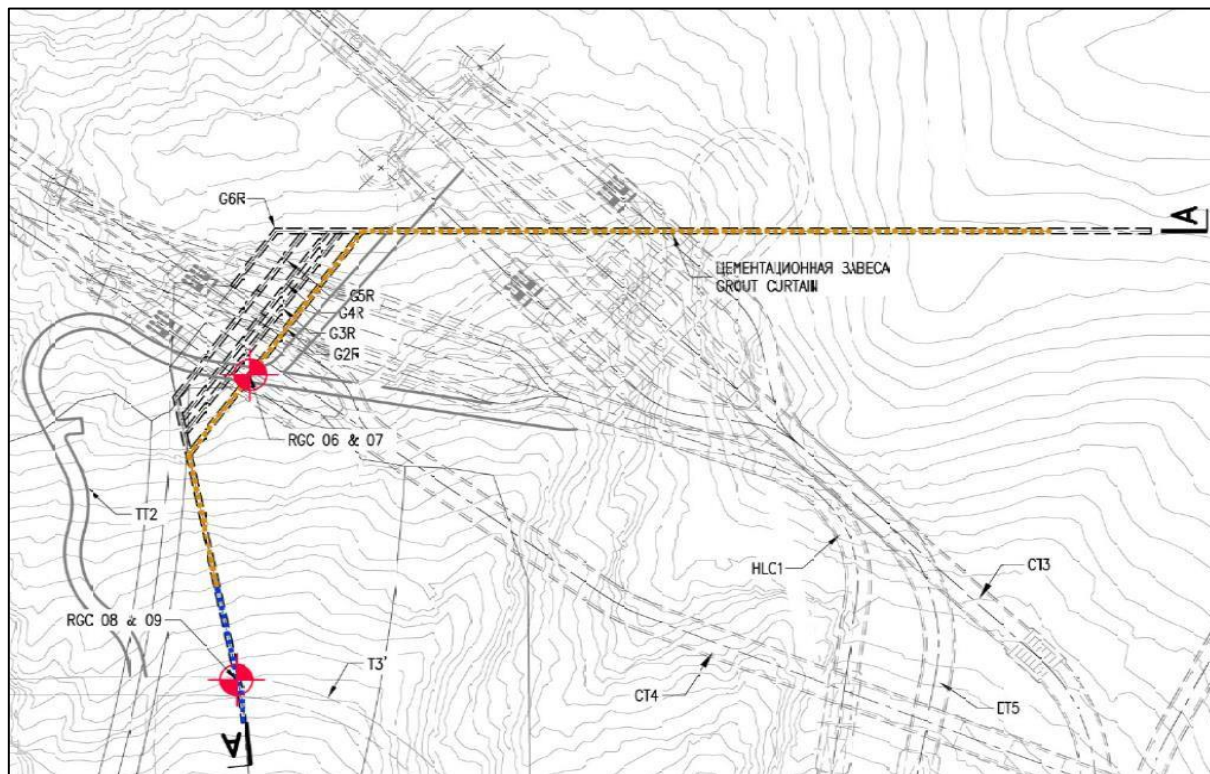 G6R
A
ЦЕМЕНТАЦИОННАЯ ЗАВЕСА
GROUT CURTAIN
G5R
G4R
G3R
G2R
RGC 06 & 07
TT2
HLC1
CT3
RGC 08 & 09
T3'
CT4
DT5
A